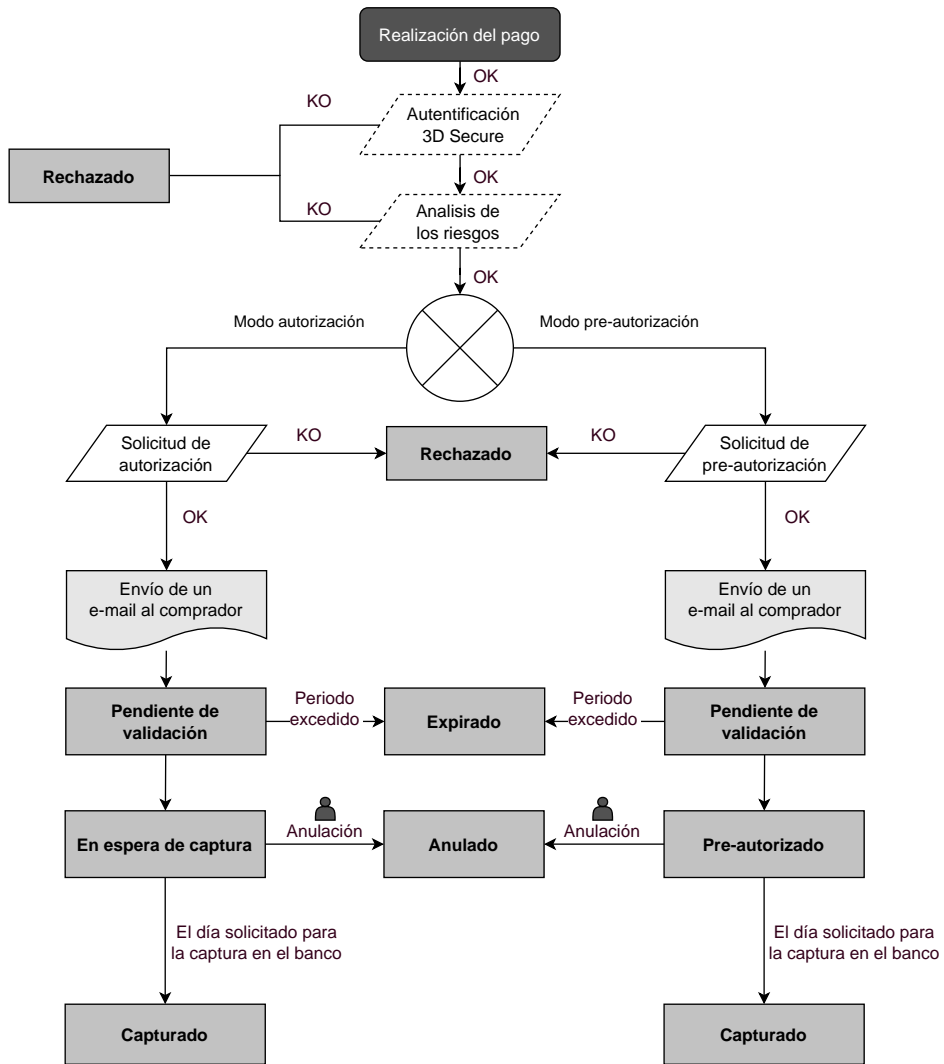 Realización del pago
OK
KO
Autentificación
3D Secure
Rechazado
OK
KO
Analisis de
los riesgos
OK
Modo autorización
Modo pre-autorización
Solicitud de
autorización
KO
Rechazado
KO
Solicitud de
pre-autorización
OK
OK
Envío de un
e-mail al comprador
Envío de un
e-mail al comprador
Pendiente de
validación
Periodo
excedido
Expirado
Periodo
excedido
Pendiente de
validación
En espera de captura
Anulación
Anulado
Anulación
Pre-autorizado
El día solicitado para
la captura en el banco
El día solicitado para
la captura en el banco
Capturado
Capturado